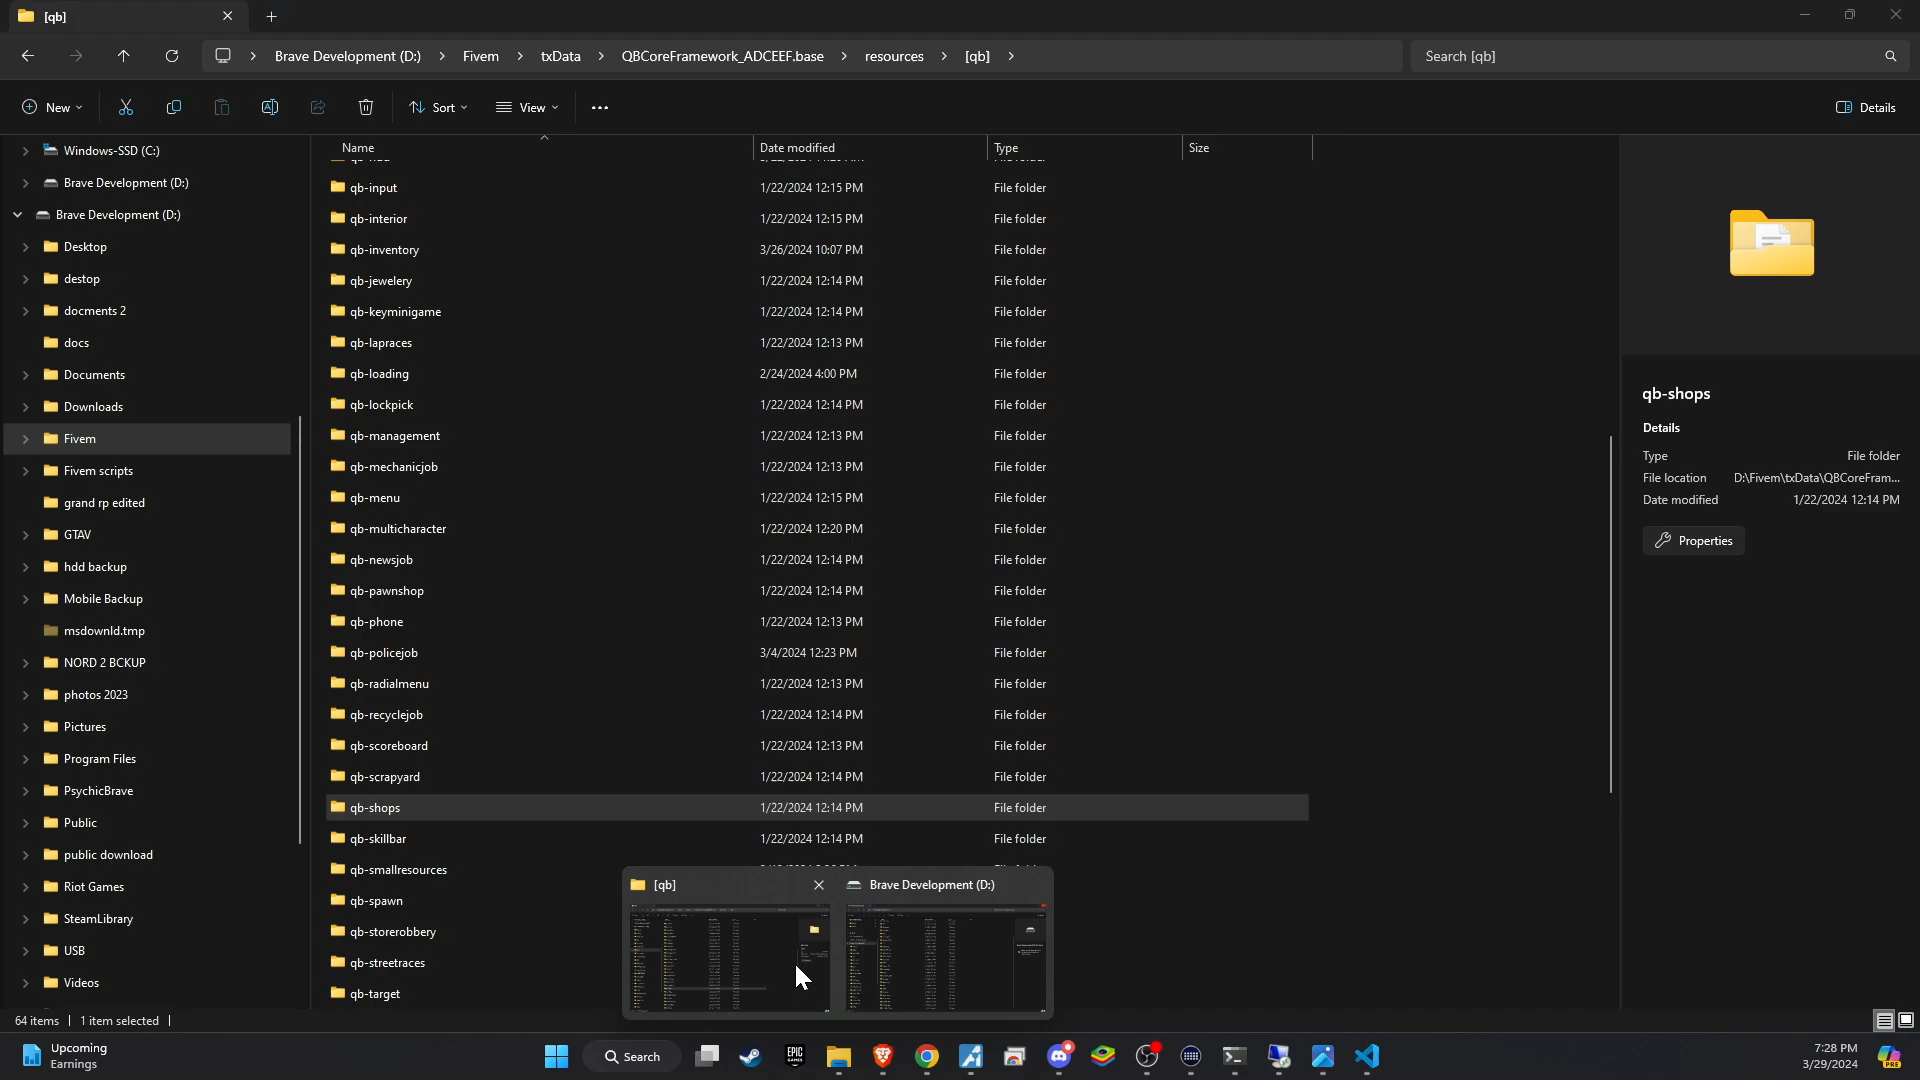 [qb]
Brave Development (D:) Fivem txData QBCoreFramework_ADCEEF.base resources [qb]
Search [qb]
New Sort View Details
Name Date modified Type Size
Windows-SSD (C:)
Brave Development (D:)
Brave Development (D:)
Desktop
destop
docments 2
docs
Documents
Downloads
Fivem
Fivem scripts
grand rp edited
GTAV
hdd backup
Mobile Backup
msdownld.tmp
NORD 2 BCKUP
photos 2023
Pictures
Program Files
PsychicBrave
Public
public download
Riot Games
SteamLibrary
USB
Videos
qb-input 1/22/2024 12:15 PM File folder
qb-interior 1/22/2024 12:15 PM File folder
qb-inventory 3/26/2024 10:07 PM File folder
qb-jewelery 1/22/2024 12:14 PM File folder
qb-keyminigame 1/22/2024 12:14 PM File folder
qb-lapraces 1/22/2024 12:13 PM File folder
qb-loading 2/24/2024 4:00 PM File folder
qb-lockpick 1/22/2024 12:14 PM File folder
qb-management 1/22/2024 12:13 PM File folder
qb-mechanicjob 1/22/2024 12:13 PM File folder
qb-menu 1/22/2024 12:15 PM File folder
qb-multicharacter 1/22/2024 12:20 PM File folder
qb-newsjob 1/22/2024 12:14 PM File folder
qb-pawnshop 1/22/2024 12:14 PM File folder
qb-phone 1/22/2024 12:13 PM File folder
qb-policejob 3/4/2024 12:23 PM File folder
qb-radialmenu 1/22/2024 12:13 PM File folder
qb-recyclejob 1/22/2024 12:14 PM File folder
qb-scoreboard 1/22/2024 12:13 PM File folder
qb-scrapyard 1/22/2024 12:14 PM File folder
qb-shops 1/22/2024 12:14 PM File folder
qb-skillbar 1/22/2024 12:14 PM File folder
qb-smallresources
qb-spawn
qb-storerobbery
qb-streetraces
qb-target
[qb] Brave Development (D:)
qb-shops
Details
Type File folder
File location D:\Fivem\txData\QBCoreFram...
Date modified 1/22/2024 12:14 PM
Properties
64 items 1 item selected
Upcoming
Earnings
Search
EPIC
GAMES
7:28 PM
3/29/2024
PRE